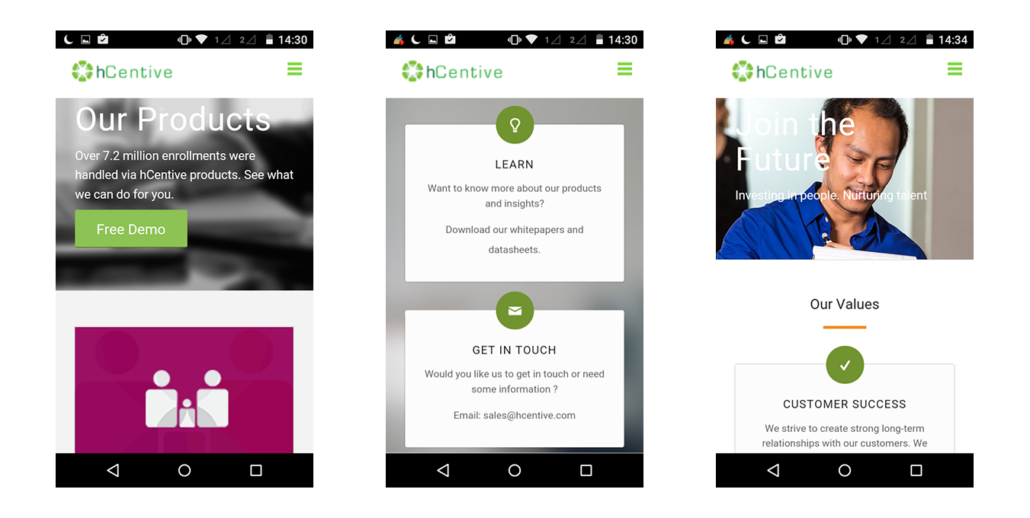 14:30
hCentive
Our Products
Over 7.2 million enrollments were
handled via hCentive products. See what
we can do for you.
Free Demo
14:30
hCentive
LEARN
Want to know more about our products
and insights?
Download our whitepapers and
datasheets.
GET IN TOUCH
Would you like us to get in touch or need
some information ?
Email: sales@hcentive.com
14:34
hCentive
Join the
Future
Investing in people. Nurturing talent
Our Values
CUSTOMER SUCCESS
We strive to create strong long-term
relationships with our customers. We